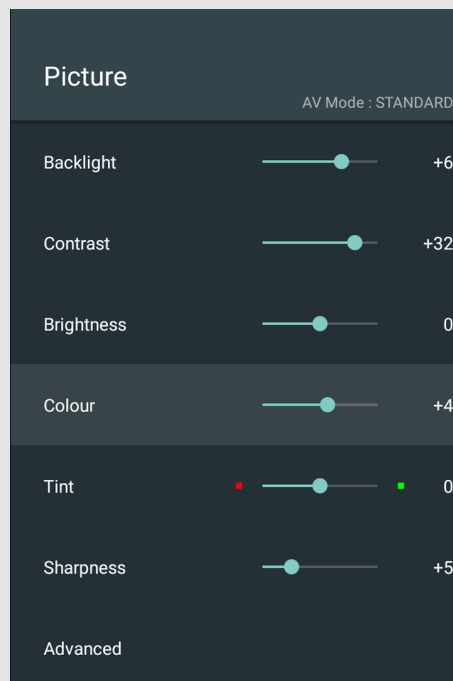 Picture
AV Mode : STANDARD
Backlight +6
Contrast +32
Brightness 0
Colour +4
Tint 0
Sharpness +5
Advanced